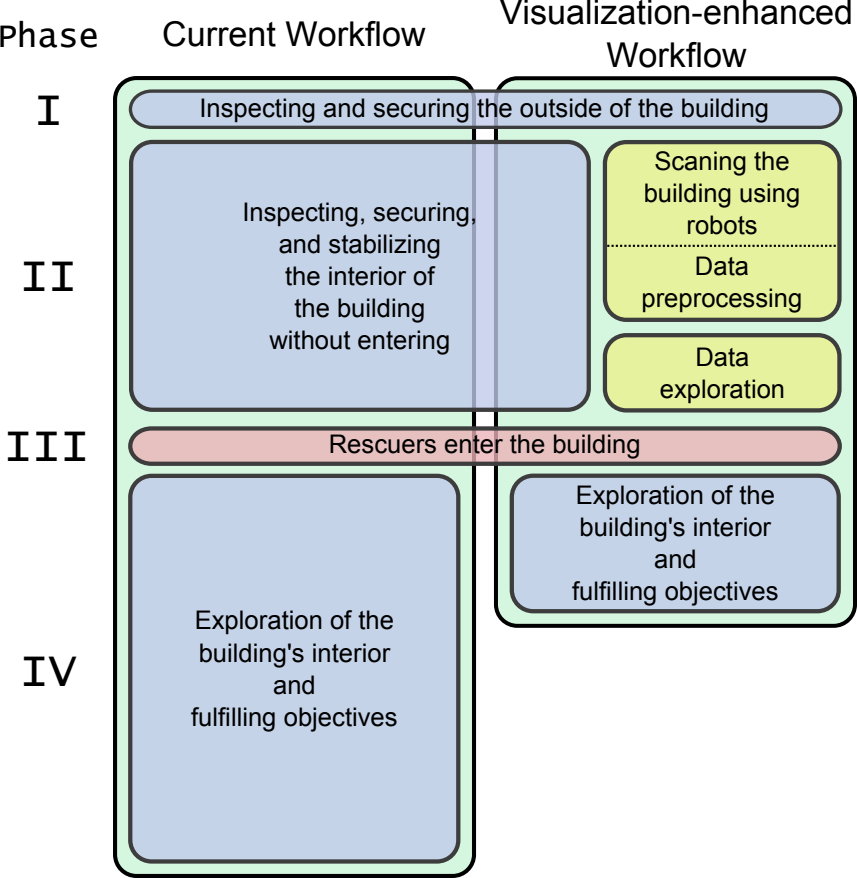 Phase
Current Workflow
Visualization-enhanced
Workflow
I
Inspecting and securing the outside of the building
II
Inspecting, securing,
and stabilizing
the interior of
the building
without entering
Scaning the
building using
robots
Data
preprocessing
Data
exploration
III
Rescuers enter the building
IV
Exploration of the
building's interior
and
fulfilling objectives
Exploration of the
building's interior
and
fulfilling objectives